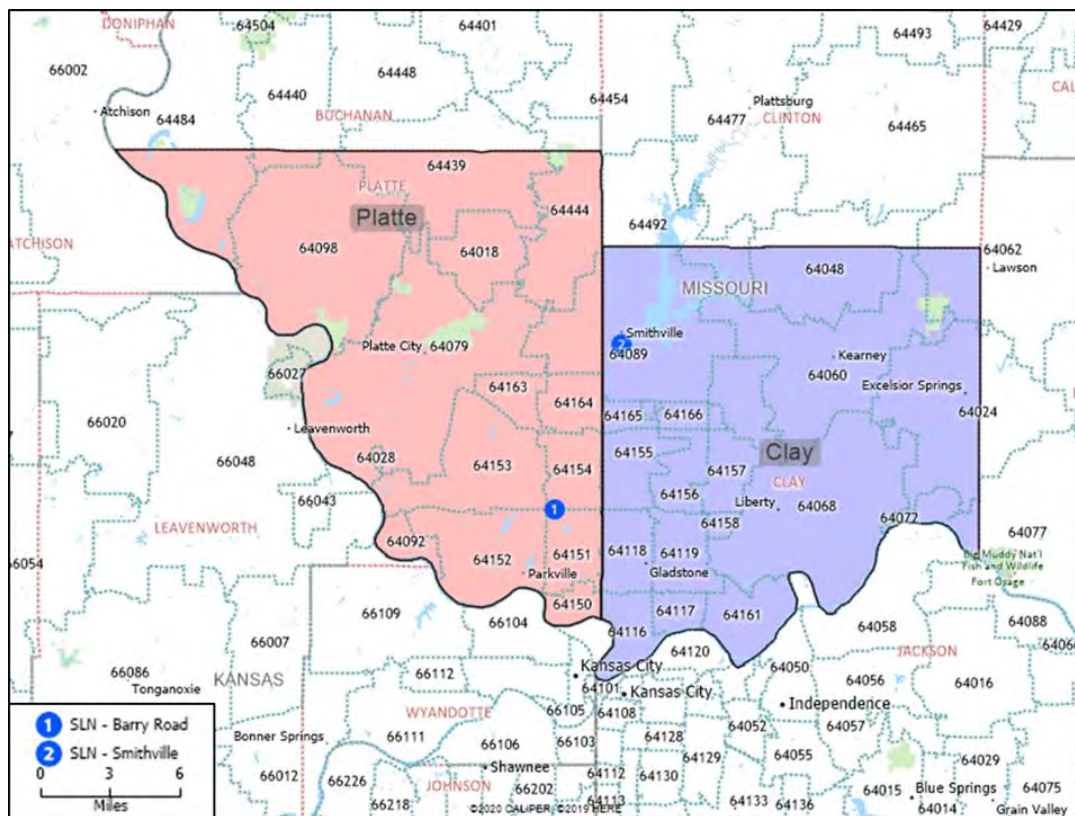 DONIPHAN
64504
64401
64493
64429
66002
64448
CAL
64440
64454
Plattsburg
Atchison
64484
BUCHANAN
64477
CLINTON
64465
64439
PLATTE
Platte
64444
64492
ATCHISON
64098
64018
64062
64048
Lawson
MISSOURI
Smithville
2
Platte City
64079
64089
Kearney
64060
66027
64163
Excelsior Springs
64164
64024
64165
64166
66020
Leavenworth
66048
64028
64153
64154
64155
Clay
64157
CLAY
66043
64156
Liberty
64068
1
64158
64072
LEAVENWORTH
64077
64092
64152
64151
64118
64119
Big Muddy Nat'l
Fish and Wildlife
Fort Osage
66054
Parkville
Gladstone
66109
64150
64117
64161
66104
64116
64058
64088
66007
64120
JACKSON
66086
KANSAS
66112
Kansas City
64050
64056
64016
Tonganoxie
64101
Kansas City
WYANDOTTE
66105
64108
Independence
1 SLN - Barry Road
2 SLN - Smithville
0 3 6
Miles
Bonner Springs
66111
66106
66103
64128
64052
64057
64129
64055
64029
Shawnee
66012
66226
JOHNSON
66202
64112
64130
64015
Blue Springs
64075
66218
64113
64133
64136
64014
Grain Valley
©2020 CALIPER, ©2019 HERE